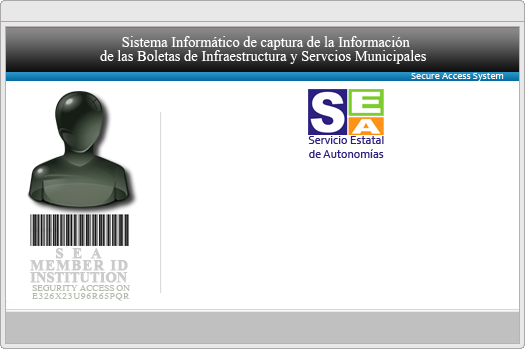 Sistema Informático de captura de la Información
de las Boletas de Infraestructura y Servcios Municipales
Secure Access System
SEA
Servicio Estatal
de Autonomías
S E A
MEMBER ID
INSTITUTION
SEGURITY ACCESS ON
E326X23U96R65PQR